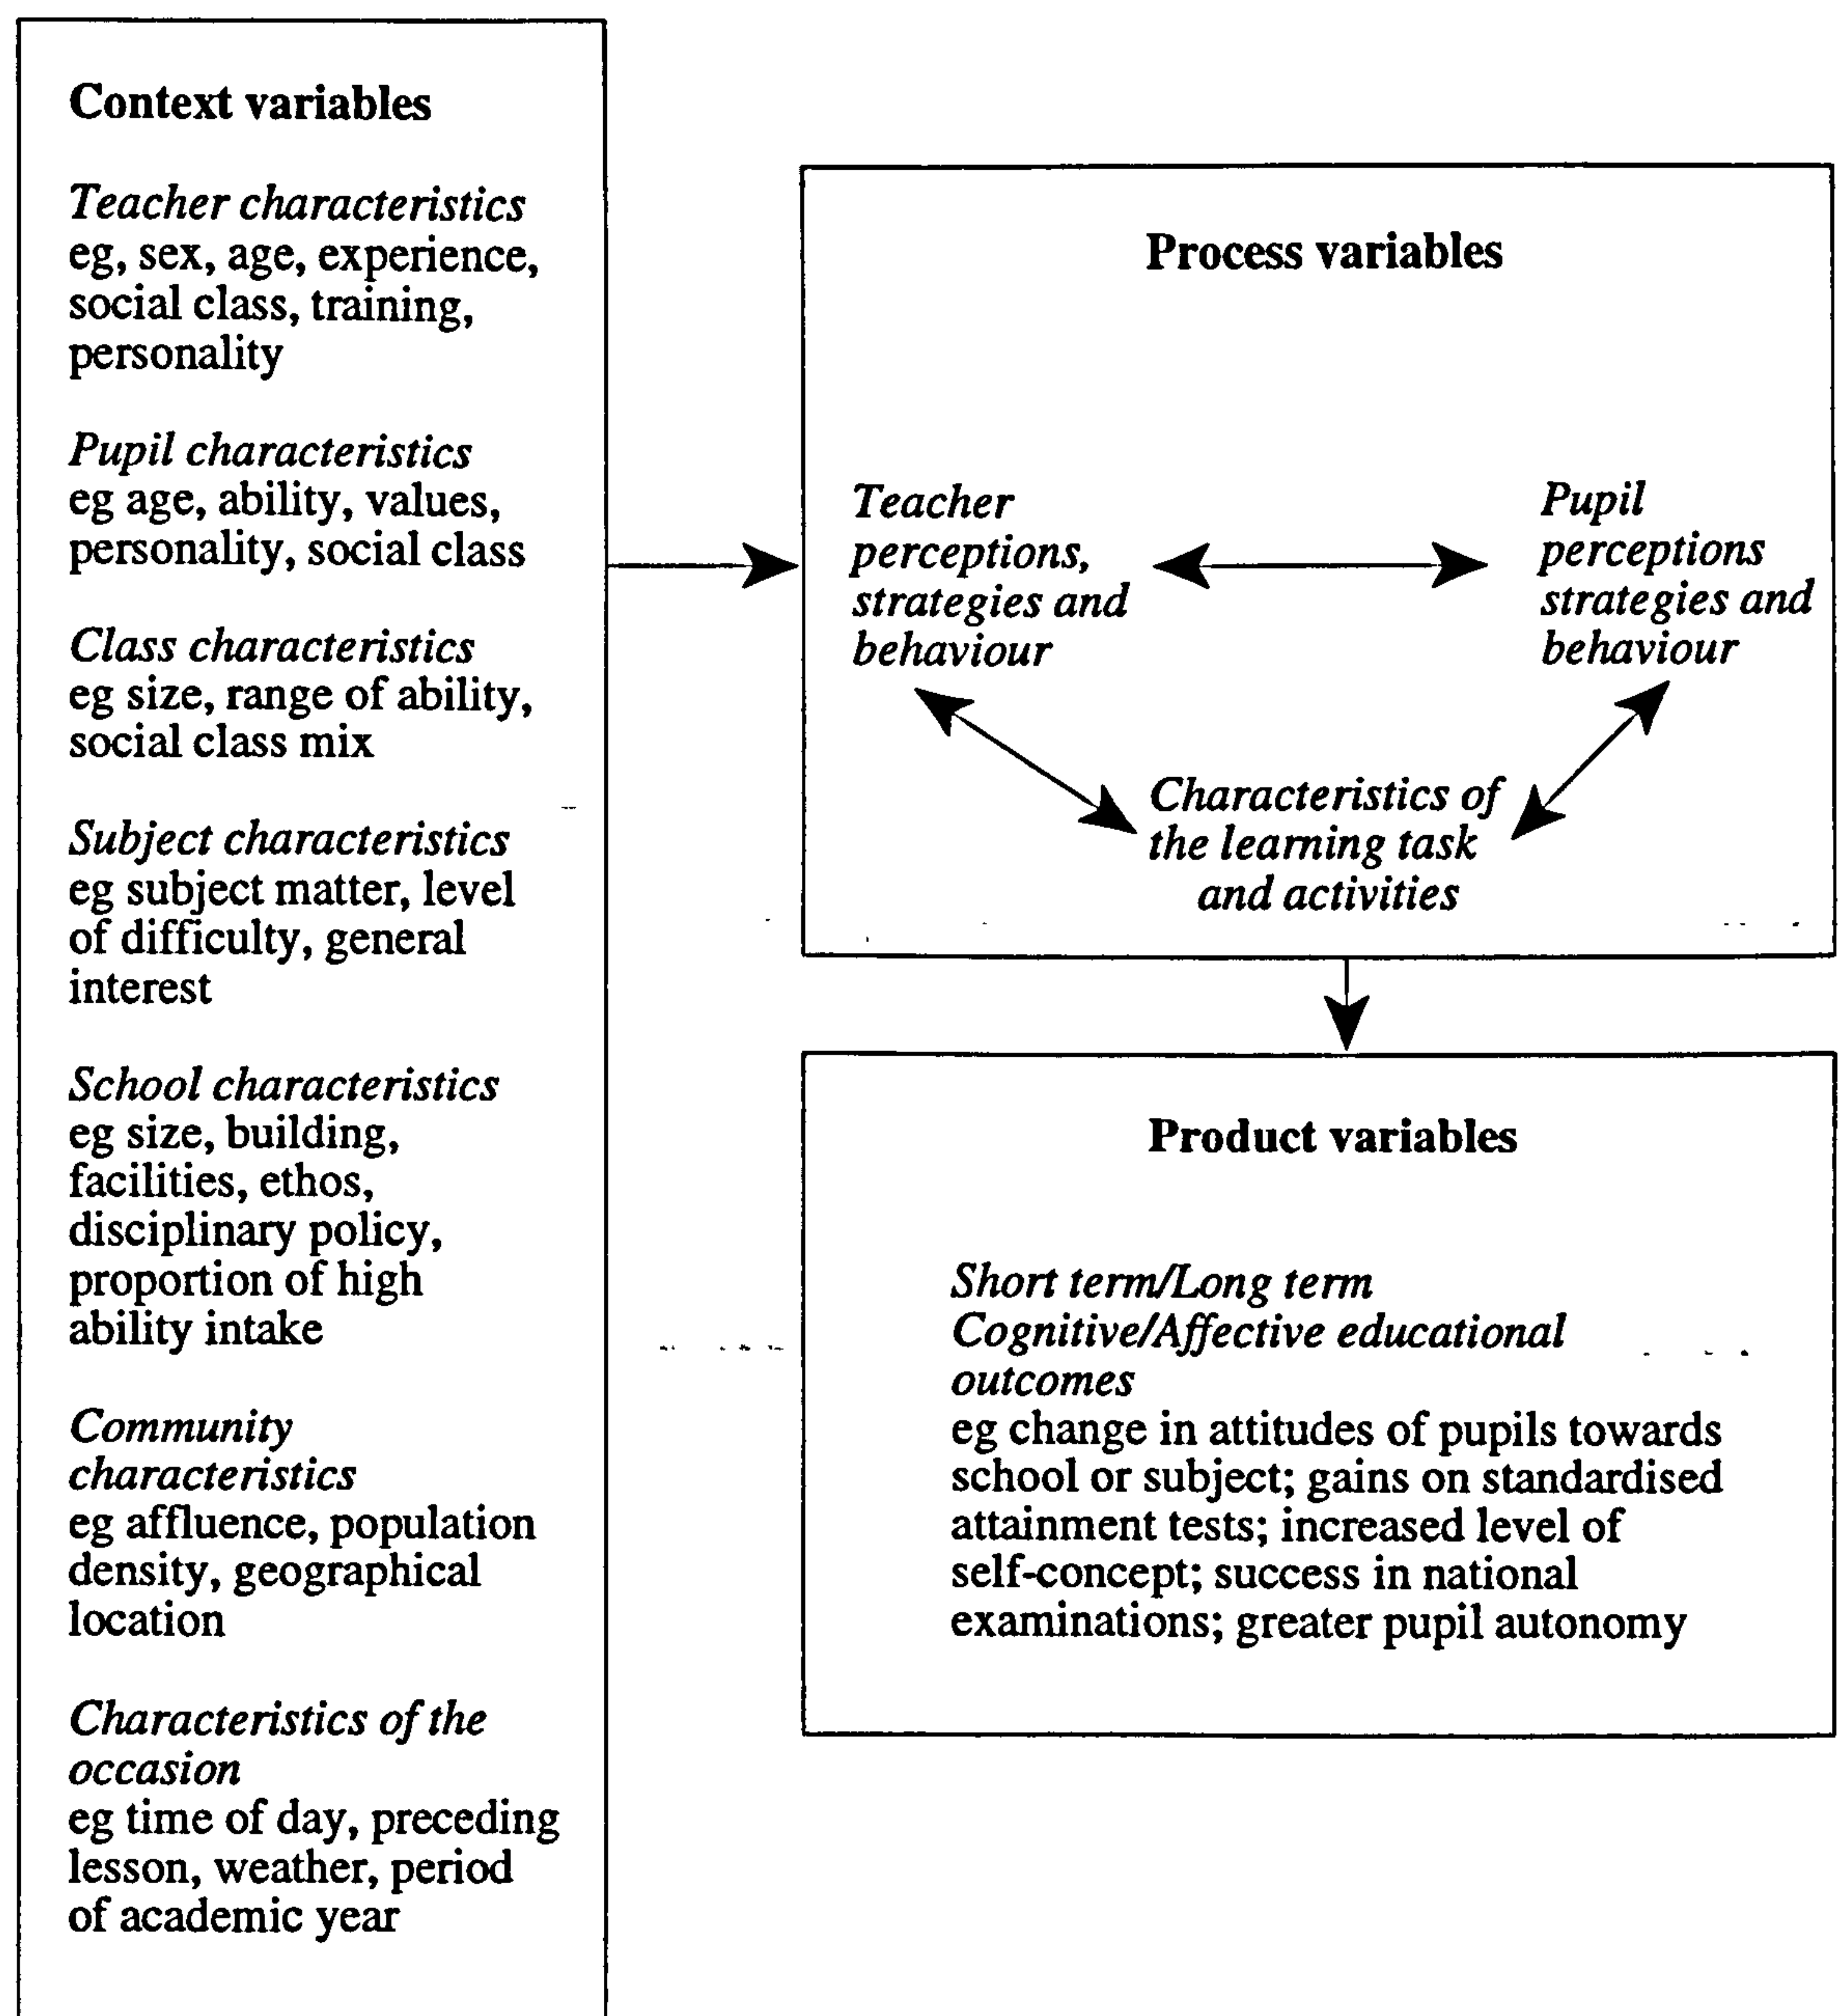 Context variables
Teacher characteristics
eg, sex, age, experience,
social class, training,
personality
Pupil characteristics
eg age, ability, values,
personality, social class
Class characteristics
eg size, range of ability,
social class mix
Subject characteristics
eg subject matter, level
of difficulty, general
interest
School characteristics
eg size, building,
facilities, ethos,
disciplinary policy,
proportion of high
ability intake
Community
characteristics
eg affluence, population
density, geographical
location
Characteristics of the
occasion
eg time of day, preceding
lesson, weather, period
of academic year
Process variables
Teacher
perceptions,
strategies and
behaviour
Pupil
perceptions
strategies and
behaviour
Characteristics of
the learning task
and activities
Product variables
Short term/Long term
Cognitive/Affective educational
outcomes
eg change in attitudes of pupils towards
school or subject; gains on standardised
attainment tests; increased level of
self-concept; success in national
examinations; greater pupil autonomy